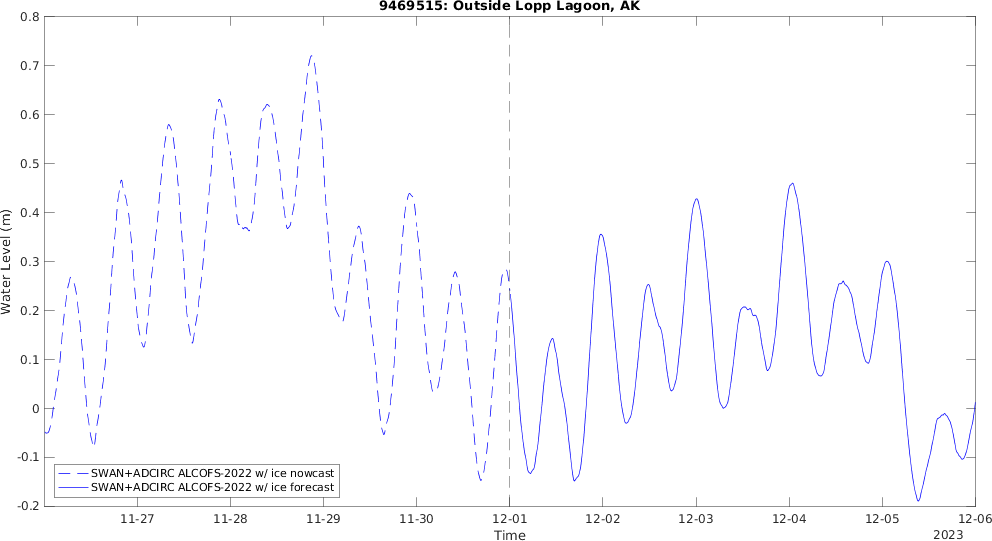 9469515: Outside Lopp Lagoon, AK
0.8
0.7
0.6
0.5
0.4
0.3
0.2
0.1
0
-0.1
-0.2
Water Level (m)
SWAN+ADCIRC ALCOFS-2022 w/ ice nowcast
SWAN+ADCIRC ALCOFS-2022 w/ ice forecast
11-27 11-28 11-29 11-30 12-01 12-02 12-03 12-04 12-05 12-06
Time
2023